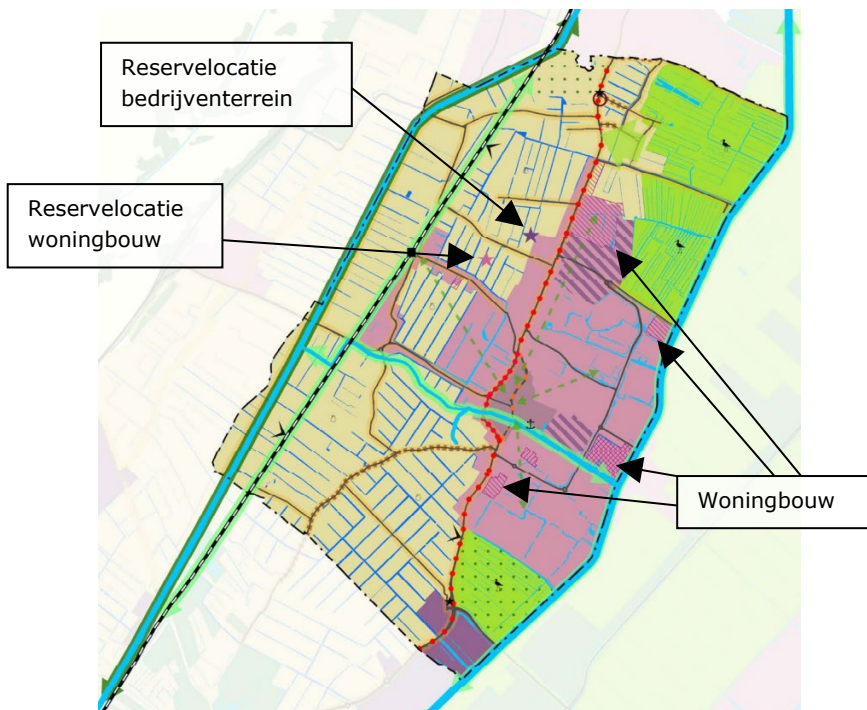 Reservelocatie
bedrijventerrein
Reservelocatie
woningbouw
Woningbouw